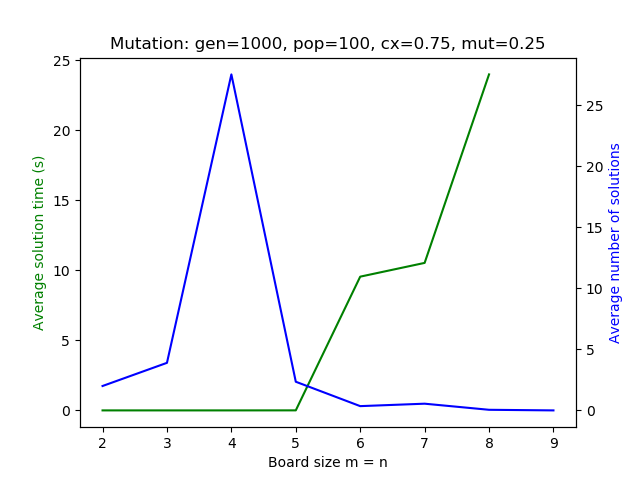 Mutation: gen=1000, pop=100, cx=0.75, mut=0.25
Average solution time (s)
25
20
15
10
5
0
25
20
15
10
5
0
Average number of solutions
2 3 4 5 6 7 8 9
Board size m = n